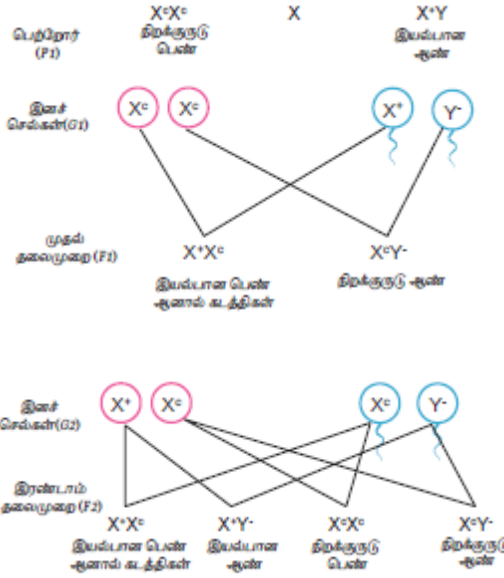 XᶜXᶜ X X⁺Y
பெற்றோர் நிறக்குருடு இயல்பான
(P1) பெண் ஆண்
இனச் Xᶜ Xᶜ X⁺ Y⁻
செல்கள்(G1)
முதல் X⁺Xᶜ XᶜY⁻
தலைமுறை (F1)
இயல்பான பெண் நிறக்குருடு ஆண்
ஆனால் கடத்திகள்
இனச் X⁺ Xᶜ Xᶜ Y⁻
செல்கள்(G2)
இரண்டாம்
தலைமுறை (F2)
X⁺Xᶜ X⁺Y⁻ XᶜXᶜ XᶜY⁻
இயல்பான பெண் இயல்பான நிறக்குருடு நிறக்குருடு
ஆனால் கடத்திகள் ஆண் பெண் ஆண்